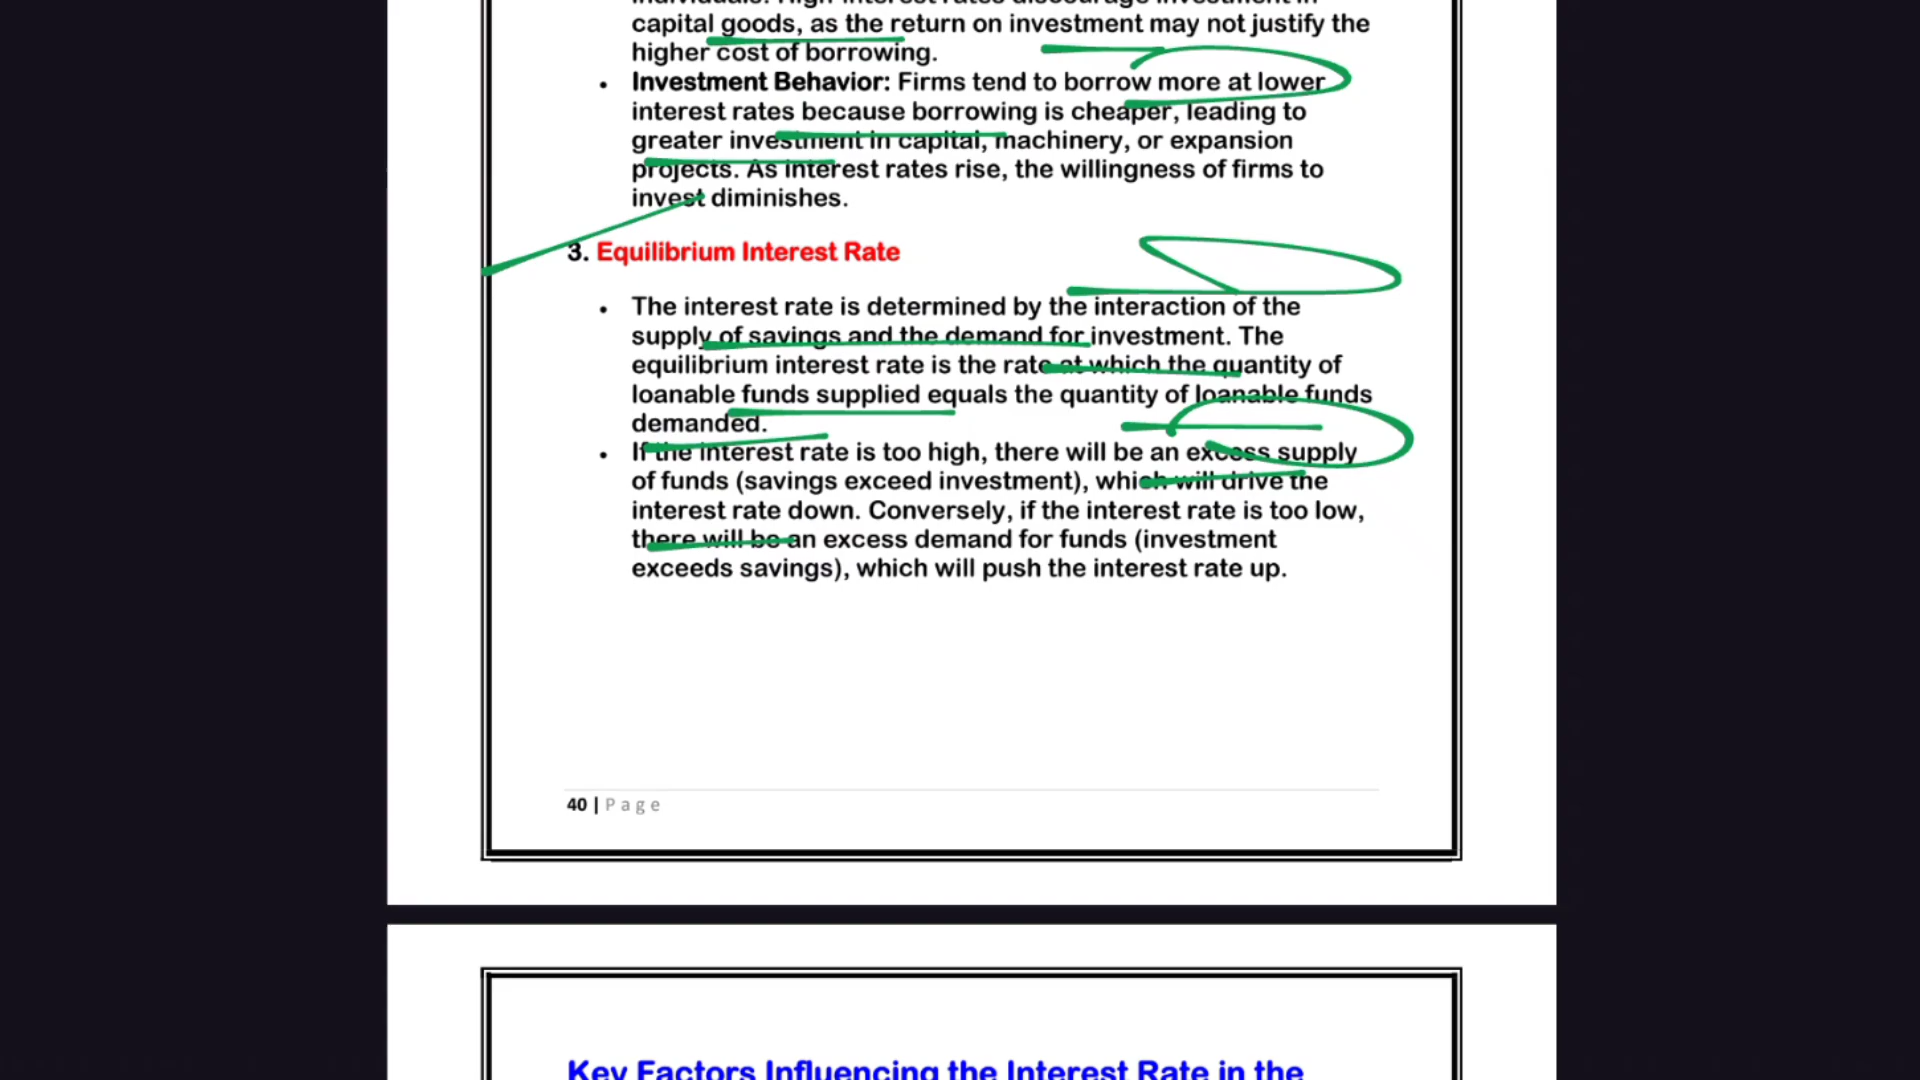 individuals. High-interest rates discourage investment in
capital goods, as the return on investment may not justify the
higher cost of borrowing.
• Investment Behavior: Firms tend to borrow more at lower
interest rates because borrowing is cheaper, leading to
greater investment in capital, machinery, or expansion
projects. As interest rates rise, the willingness of firms to
invest diminishes.
3. Equilibrium Interest Rate
• The interest rate is determined by the interaction of the
supply of savings and the demand for investment. The
equilibrium interest rate is the rate at which the quantity of
loanable funds supplied equals the quantity of loanable funds
demanded.
• If the interest rate is too high, there will be an excess supply
of funds (savings exceed investment), which will drive the
interest rate down. Conversely, if the interest rate is too low,
there will be an excess demand for funds (investment
exceeds savings), which will push the interest rate up.
40 | Page
Key Factors Influencing the Interest Rate in the